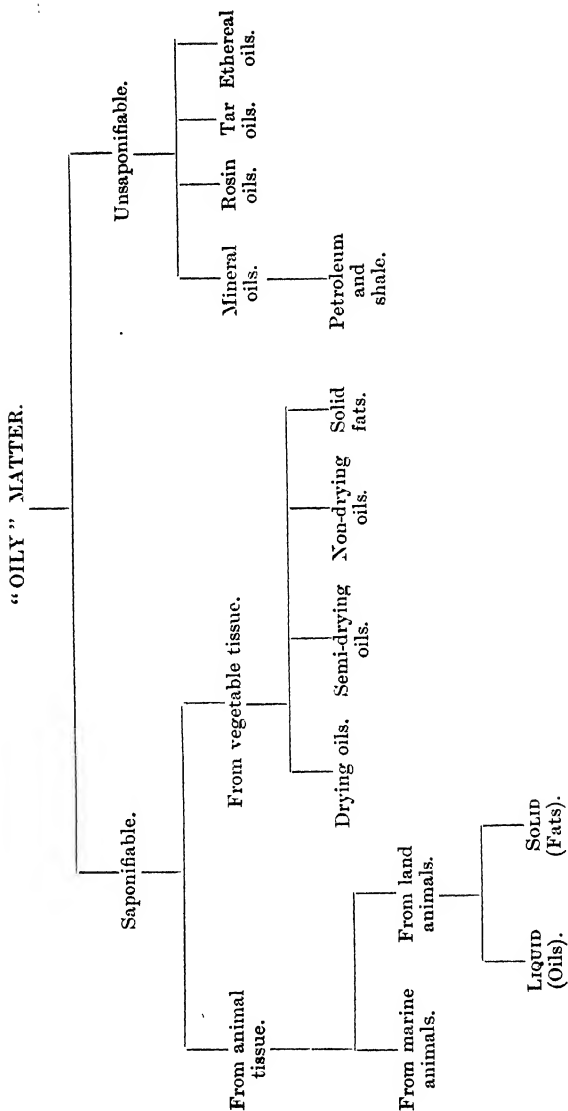 "OILY" MATTER.
Saponifiable.
Unsaponifiable.
From animal
tissue.
From vegetable tissue.
Mineral
oils.
Rosin
oils.
Tar
oils.
Ethereal
oils.
From marine
animals.
From land
animals.
Drying oils.
Semi-drying
oils.
Non-drying
oils.
Solid
fats.
Petroleum
and
shale.
LIQUID
(Oils).
SOLID
(Fats).